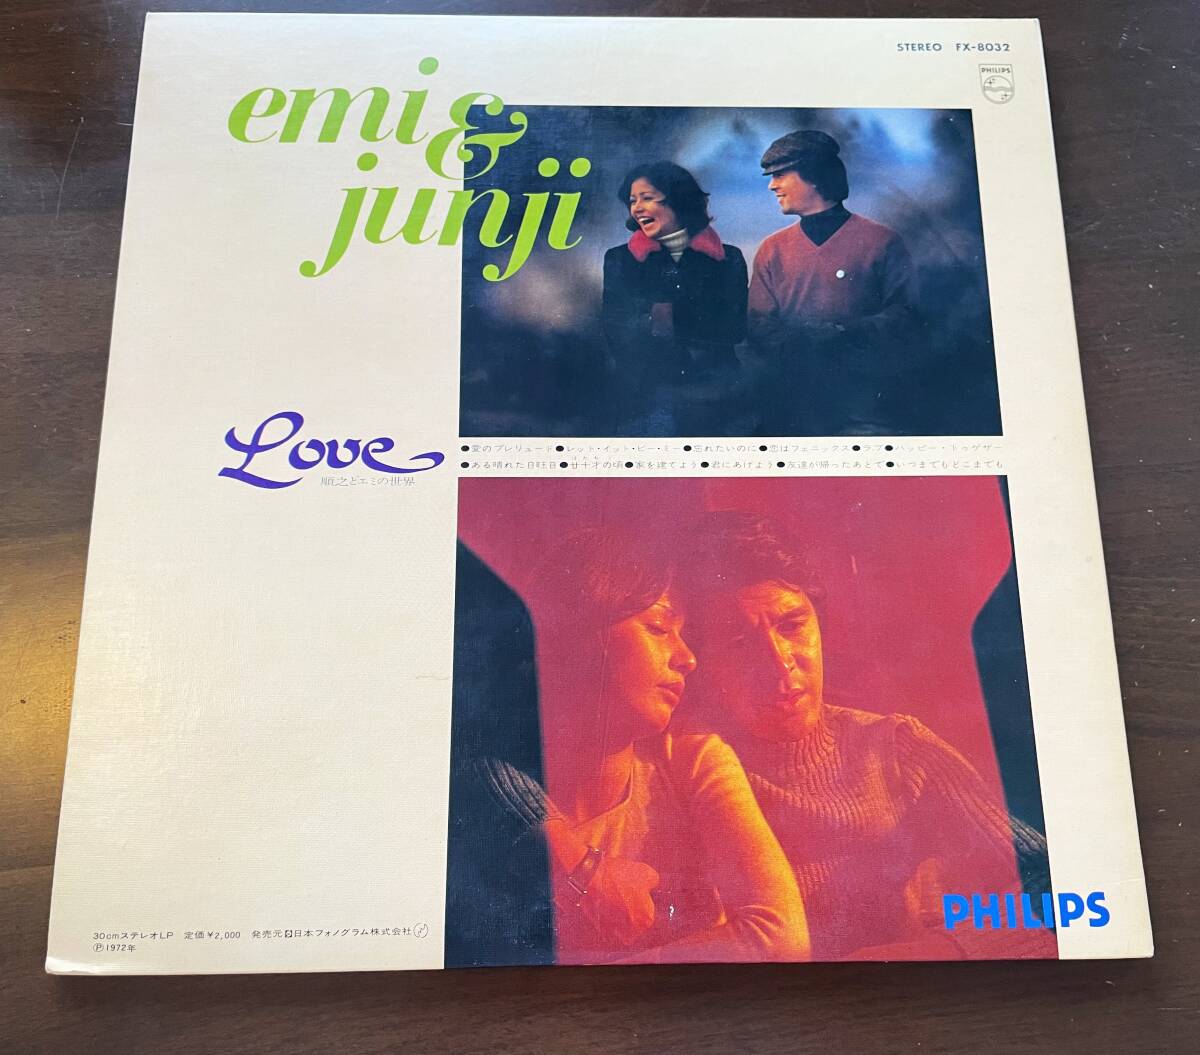 STEREO FX-8032
PHILIPS
emi &
junji
Love
順之とエミの世界
●愛のプレリュード●レット・イット・ビー・ミー●忘れたいのに●恋はフェニックス●ラブ●ハッピー・トゥゲザー
はたち
●ある晴れた日曜日●廿十才の頃●家を建てよう●君にあげよう●友達が帰ったあとで●いつまでもどこまでも
PHILIPS
30cmステレオLP 定価¥2,000 発売元 日本フォノグラム株式会社
Ⓟ1972年